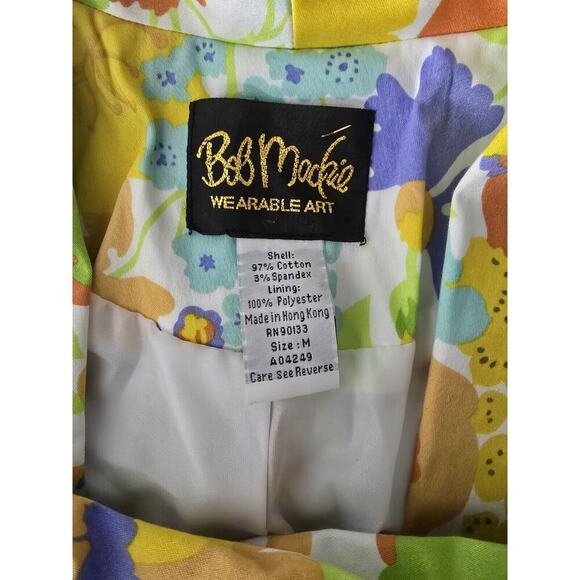 Bob Mackie
WEARABLE ART
Shell:
97% Cotton
3% Spandex
Lining:
100% Polyester
Made in Hong Kong
RN90133
Size: M
A04249
Care See Reverse